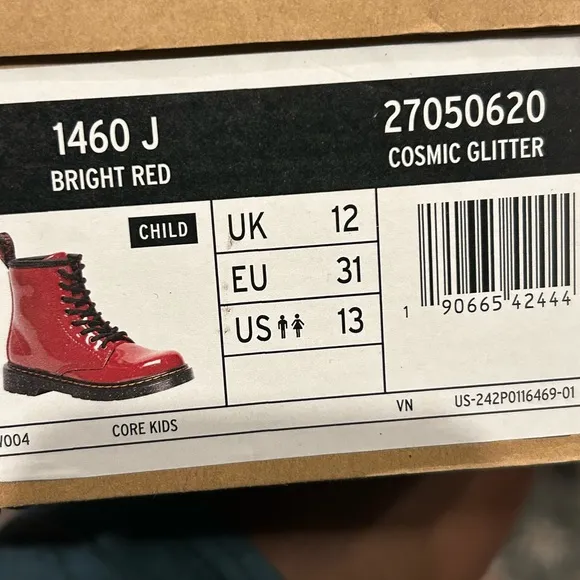 1460 J
BRIGHT RED
27050620
COSMIC GLITTER
CHILD
UK 12
EU 31
US 13
1 90665 42444
004
CORE KIDS
VN
US-242P0116469-01